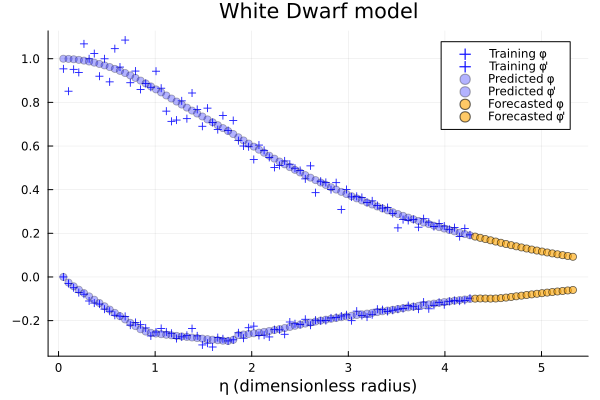 White Dwarf model
Training φ
Training φ'
Predicted φ
Predicted φ'
Forecasted φ
Forecasted φ'
1.0
0.8
0.6
0.4
0.2
0.0
−0.2
0 1 2 3 4 5
η (dimensionless radius)